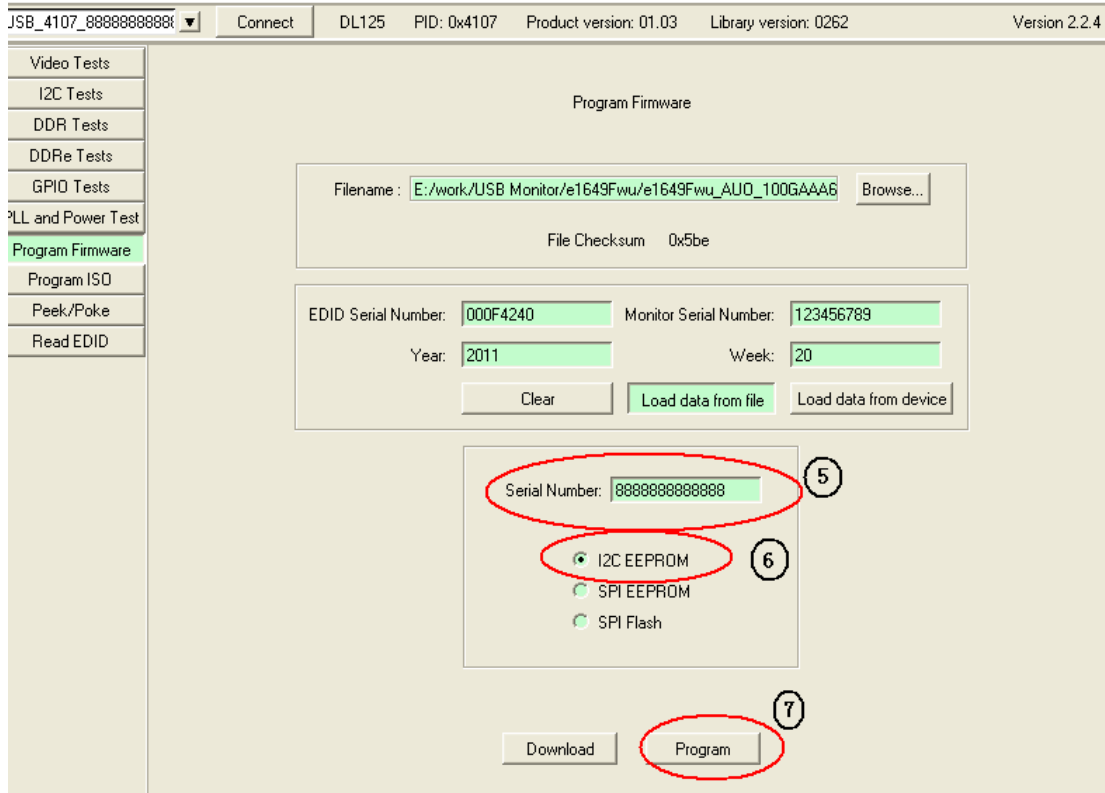 USB_4107_88888888888 Connect DL125 PID: 0x4107 Product version: 01.03 Library version: 0262 Version 2.2.4
Video Tests
I2C Tests
DDR Tests
DDRe Tests
GPIO Tests
PLL and Power Test
Program Firmware
Program ISO
Peek/Poke
Read EDID
Program Firmware
Filename : E:/work/USB Monitor/e1649Fwu/e1649Fwu_AUO_100GAAA6 Browse...
File Checksum 0x5be
EDID Serial Number: 000F4240 Monitor Serial Number: 123456789
Year: 2011 Week: 20
Clear Load data from file Load data from device
Serial Number: 8888888888888 5
I2C EEPROM 6
SPI EEPROM
SPI Flash
7
Download Program